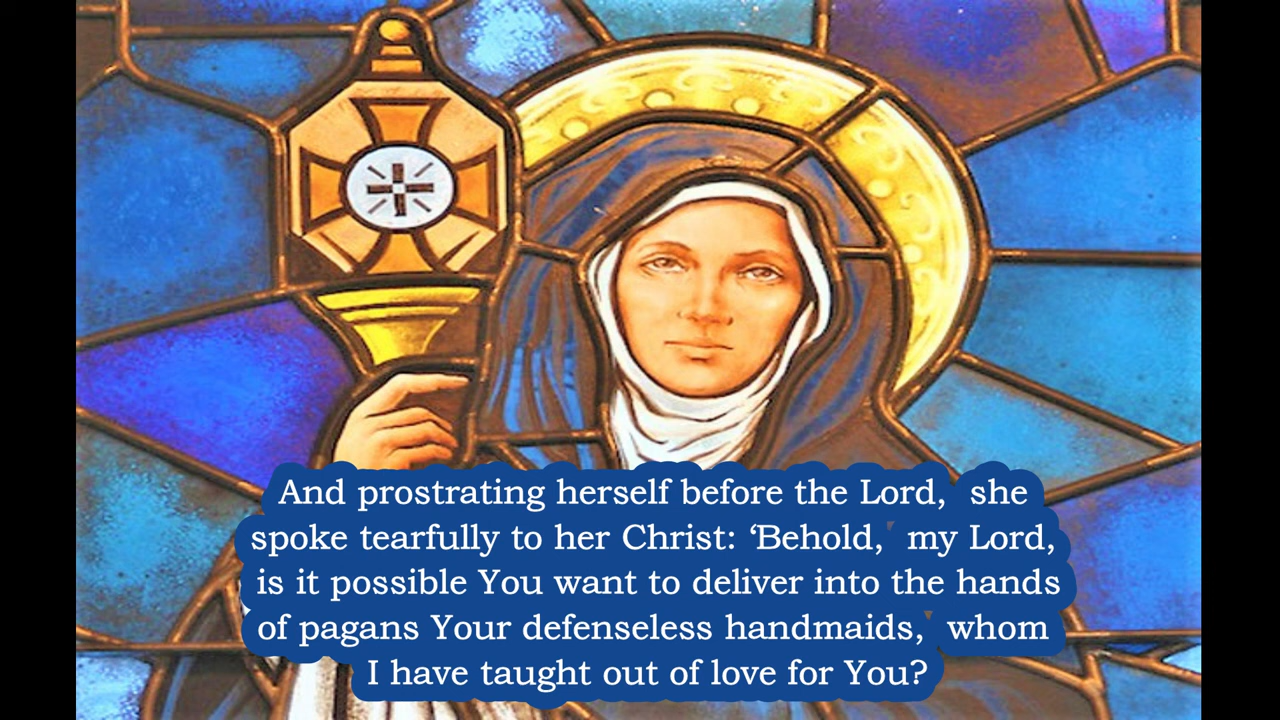 And prostrating herself before the Lord, she
spoke tearfully to her Christ: ‘Behold, my Lord,
is it possible You want to deliver into the hands
of pagans Your defenseless handmaids, whom
I have taught out of love for You?